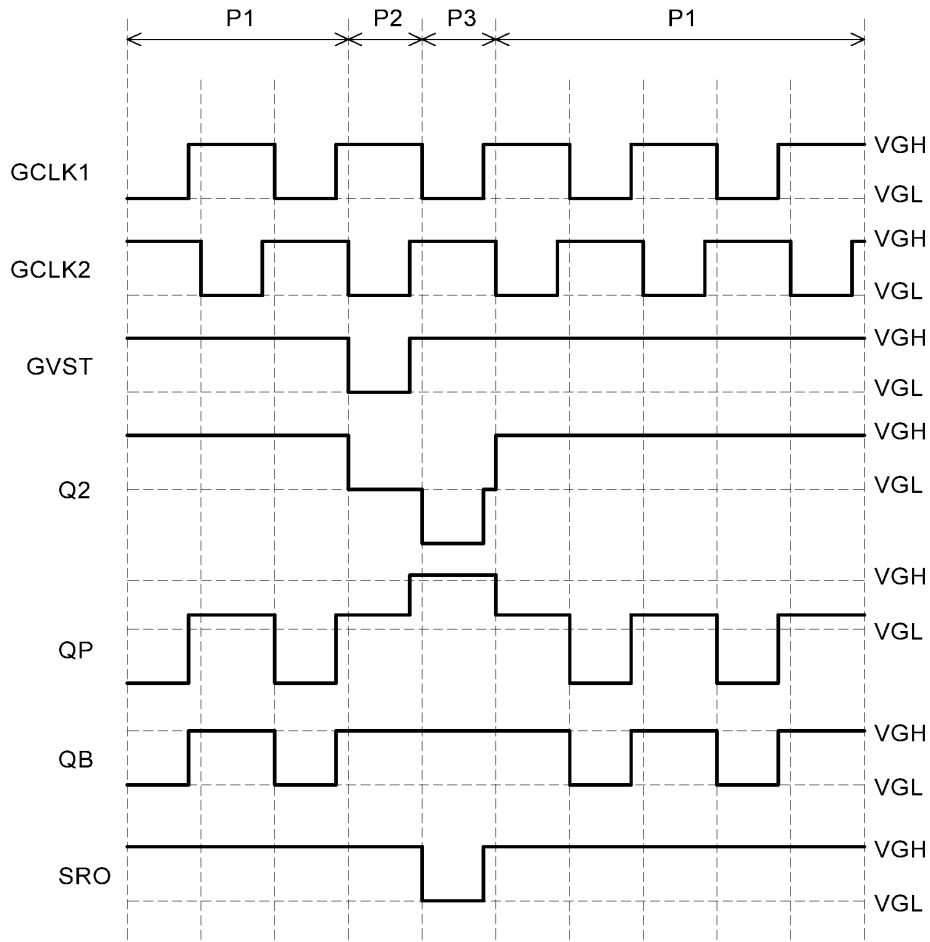 P1 P2 P3 P1
GCLK1 VGH
VGL
GCLK2 VGH
VGL
GVST VGH
VGL
Q2 VGH
VGL
QP VGH
VGL
QB VGH
VGL
SRO VGH
VGL